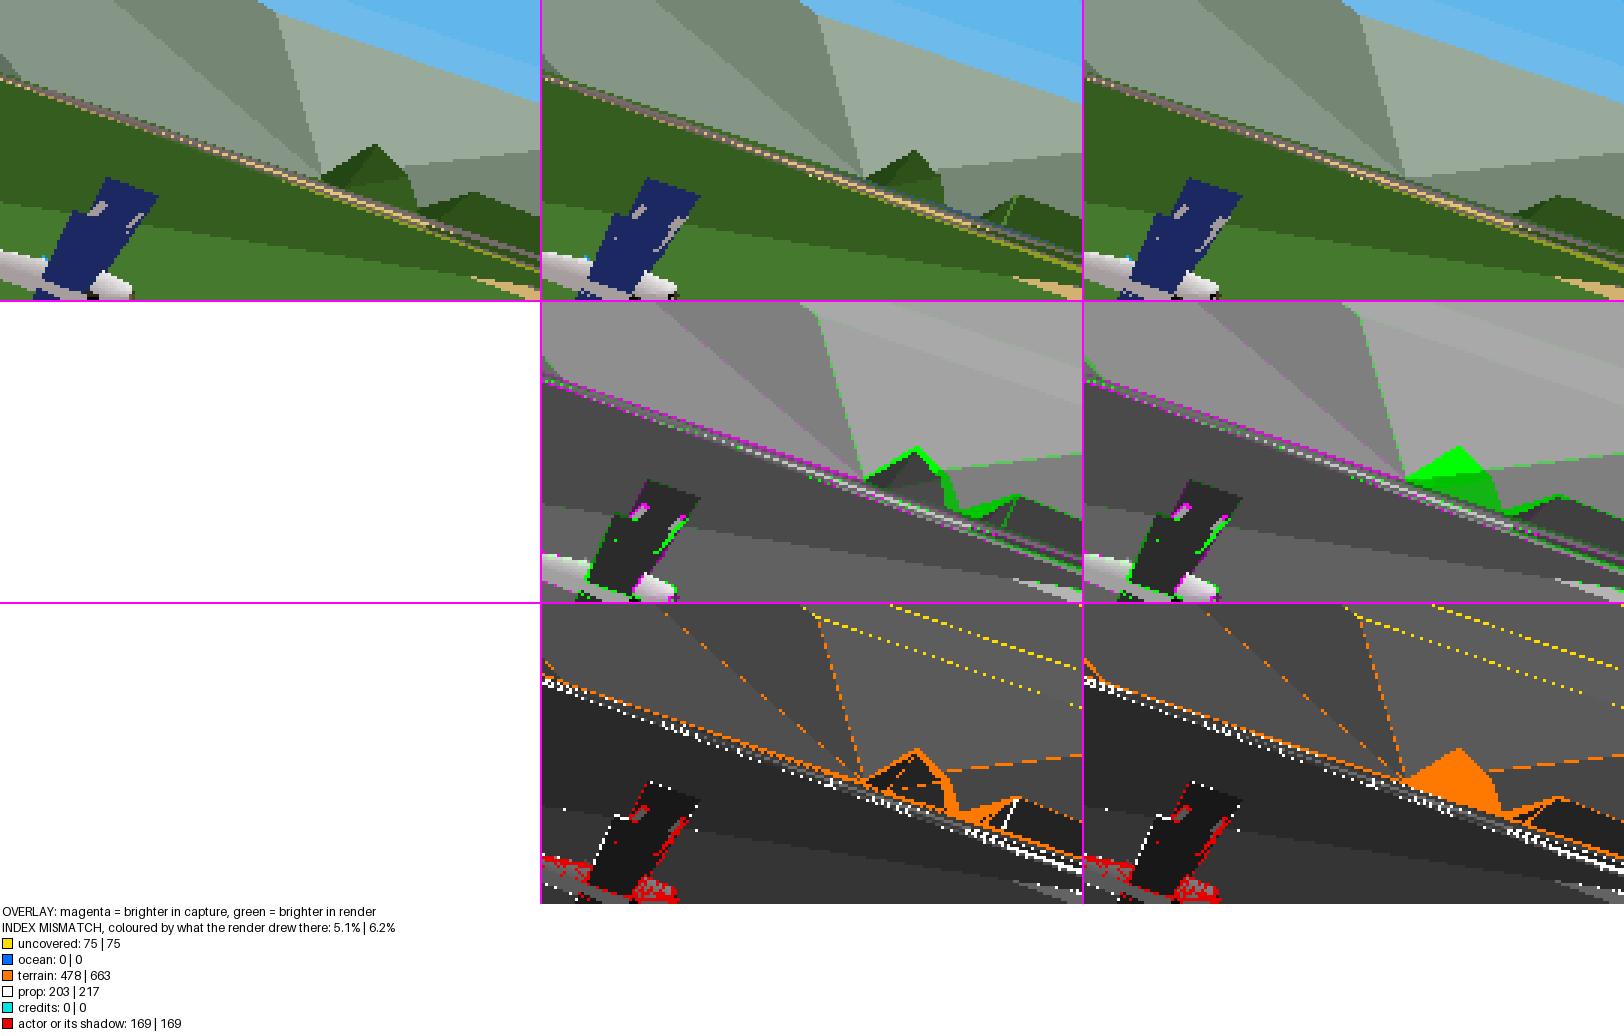 OVERLAY: magenta = brighter in capture, green = brighter in render
INDEX MISMATCH, coloured by what the render drew there: 5.1% | 6.2%
uncovered: 75 | 75
ocean: 0 | 0
terrain: 478 | 663
prop: 203 | 217
credits: 0 | 0
actor or its shadow: 169 | 169